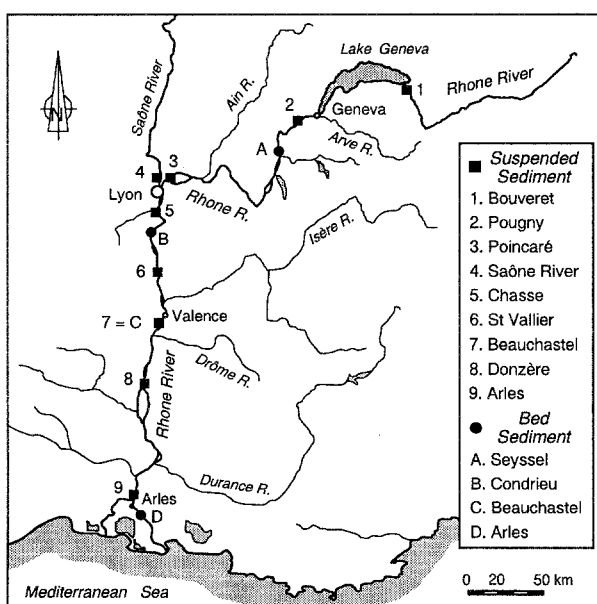 Lake Geneva
Rhone River
1
Saône River
Ain R.
2
Geneva
N
Arve R.
A
4
3
Lyon
Rhone R.
5
B
Isère R.
6
Valence
7 = C
Drôme R.
8
Rhone River
Durance R.
9
Arles
D
Mediterranean Sea
Suspended
Sediment
1. Bouveret
2. Pougny
3. Poincaré
4. Saône River
5. Chasse
6. St Vallier
7. Beauchastel
8. Donzère
9. Arles
Bed
Sediment
A. Seyssel
B. Condrieu
C. Beauchastel
D. Arles
0 20 50 km